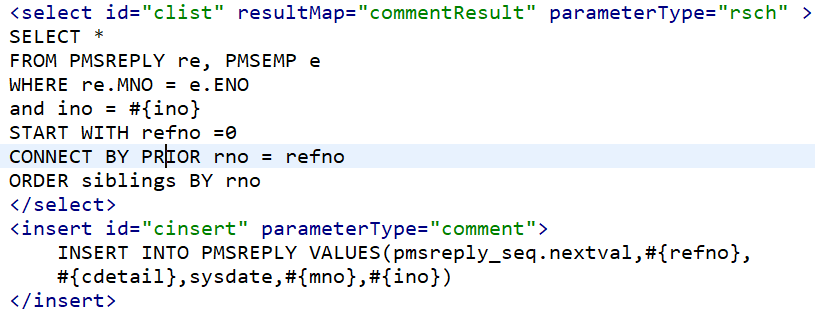 <select id="clist" resultMap="commentResult" parameterType="rsch" >
SELECT *
FROM PMSREPLY re, PMSEMP e
WHERE re.MNO = e.ENO
and ino = #{ino}
START WITH refno =0
CONNECT BY PRIOR rno = refno
ORDER siblings BY rno
</select>
<insert id="cinsert" parameterType="comment">
    INSERT INTO PMSREPLY VALUES(pmsreply_seq.nextval,#{refno},
    #{cdetail},sysdate,#{mno},#{ino})
</insert>